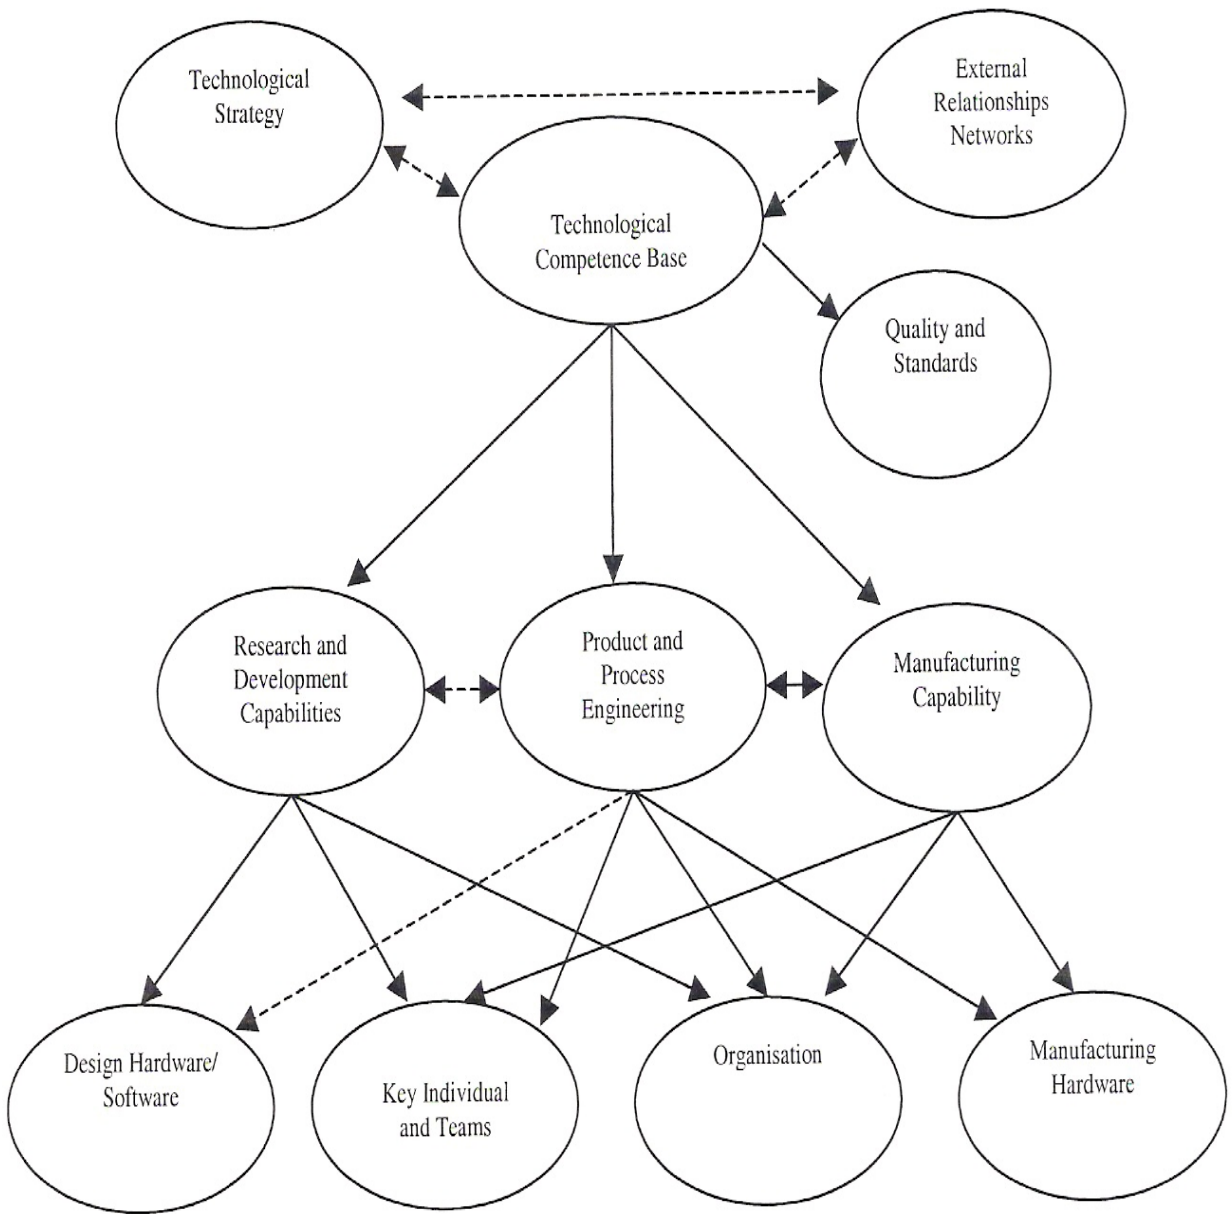 Technological
Strategy
External
Relationships
Networks
Technological
Competence Base
Quality and
Standards
Research and
Development
Capabilities
Product and
Process
Engineering
Manufacturing
Capability
Design Hardware/
Software
Key Individual
and Teams
Organisation
Manufacturing
Hardware